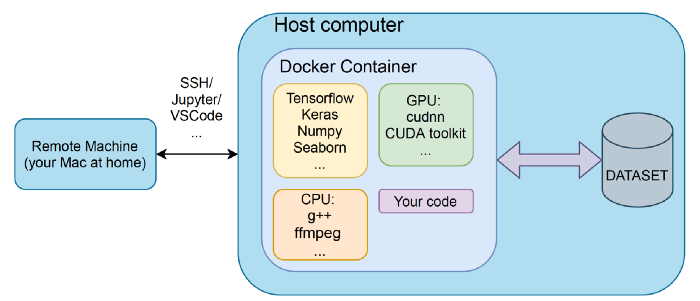 Host computer
Docker Container
SSH/
Jupyter/
VSCode
...
Remote Machine
(your Mac at home)
Tensorflow
Keras
Numpy
Seaborn
...
GPU:
cudnn
CUDA toolkit
...
CPU:
g++
ffmpeg
...
Your code
DATASET